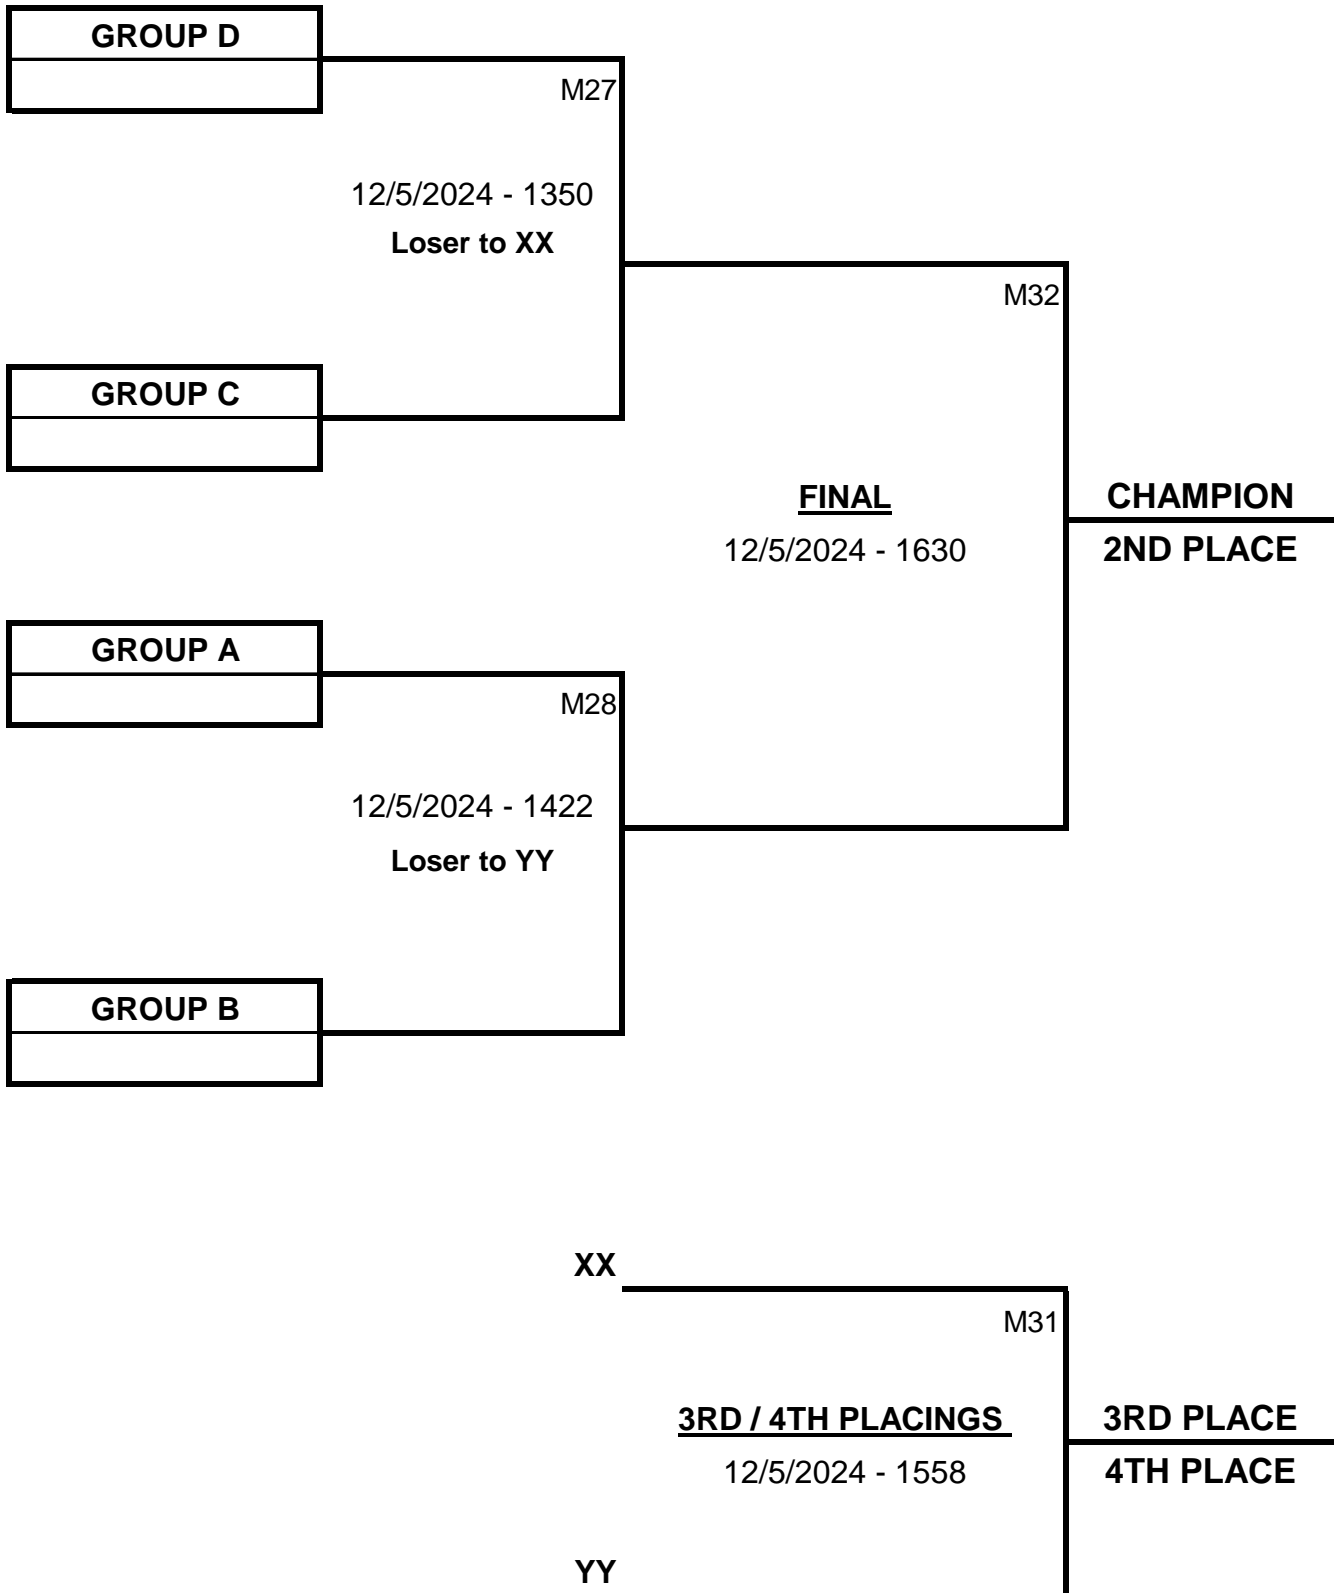 GROUP D
M27
12/5/2024 - 1350
Loser to XX
M32
GROUP C
FINAL
CHAMPION
12/5/2024 - 1630
2ND PLACE
GROUP A
M28
12/5/2024 - 1422
Loser to YY
GROUP B
XX
M31
3RD / 4TH PLACINGS
3RD PLACE
12/5/2024 - 1558
4TH PLACE
YY